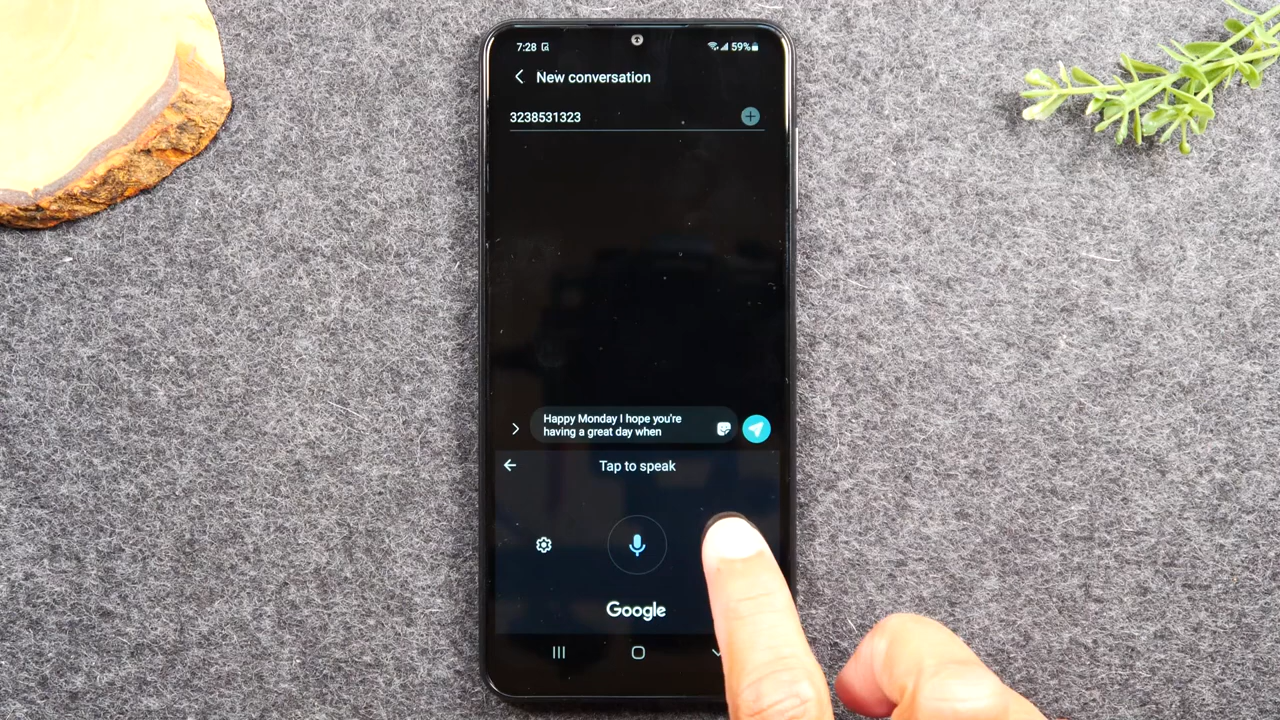 7:28
59%
New conversation
3238531323
Happy Monday I hope you're
having a great day when
Tap to speak
Google